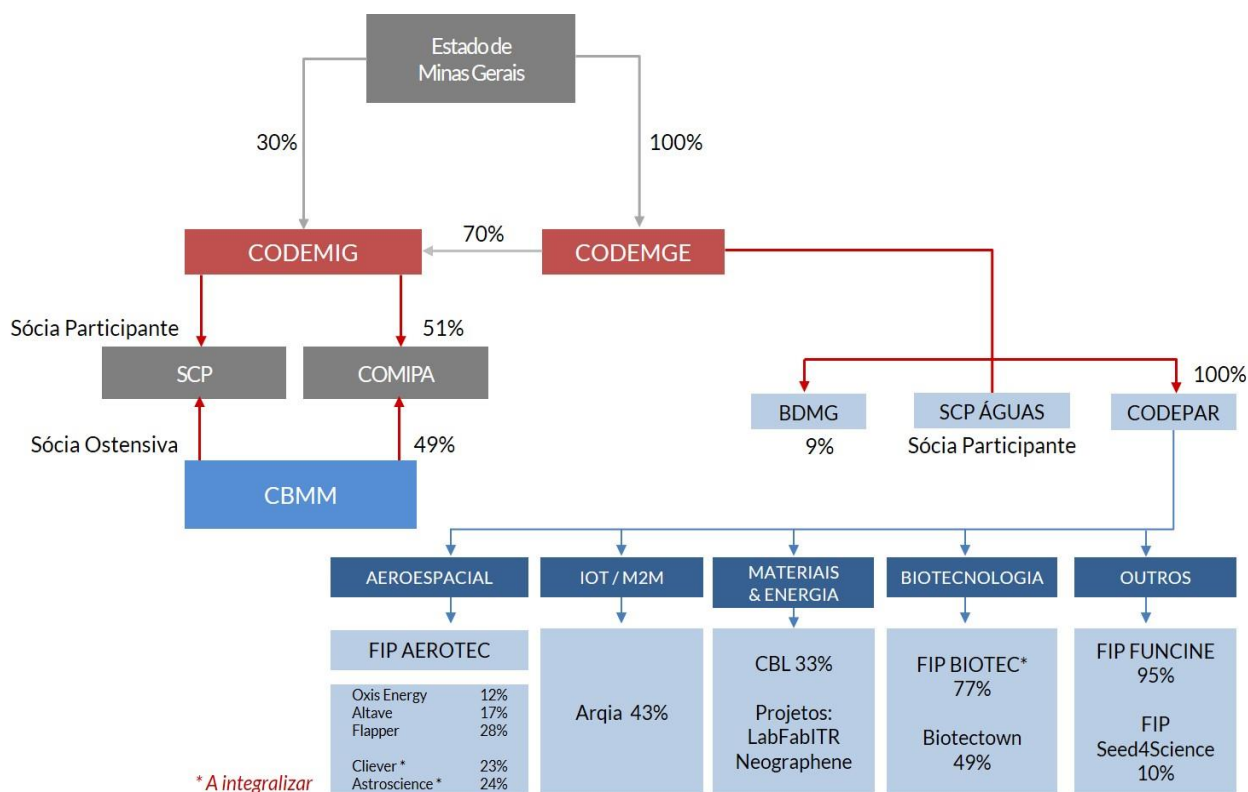 Estado de
Minas Gerais
30%
100%
CODEMIG
70%
CODEMGE
Sócia Participante
51%
SCP
COMIPA
100%
BDMG
SCP ÁGUAS
CODEPAR
9%
Sócia Participante
Sócia Ostensiva
49%
CBMM
AEROESPACIAL
IOT / M2M
MATERIAIS
& ENERGIA
BIOTECNOLOGIA
OUTROS
FIP AEROTEC
Oxis Energy 12%
Altave 17%
Flapper 28%
Cliever * 23%
Astroscience * 24%
Arqia 43%
CBL 33%
Projetos:
LabFabITR
Neographene
FIP BIOTEC*
77%
Biotectown
49%
FIP FUNCINE
95%
FIP
Seed4Science
10%
* A integralizar